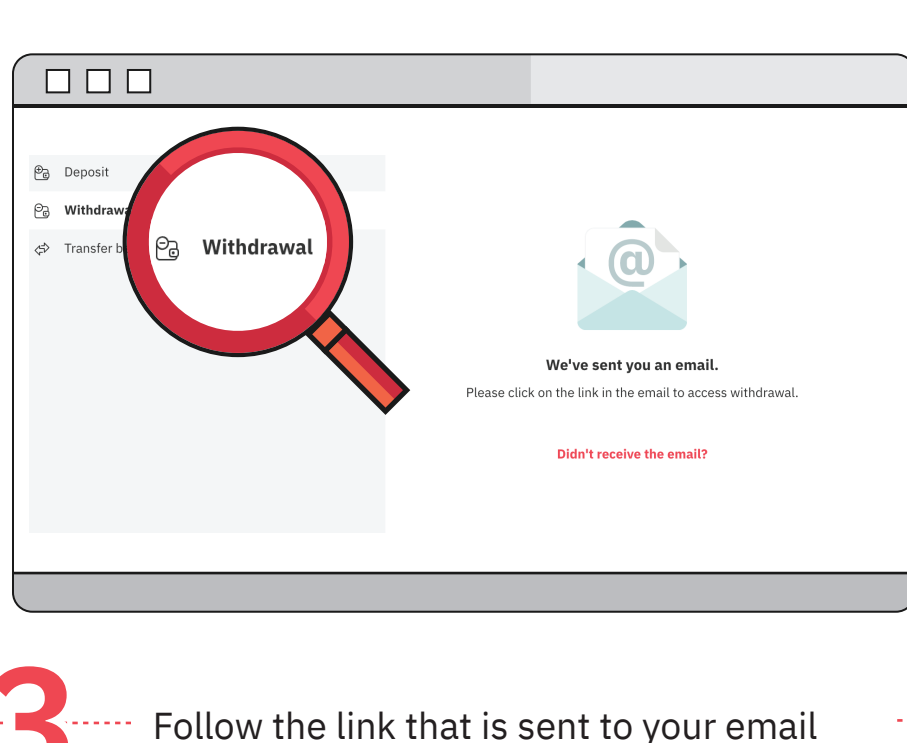 Deposit
Withdrawa
Transfer b
Withdrawal
@
We've sent you an email.
Please click on the link in the email to access withdrawal.
Didn't receive the email?
3
Follow the link that is sent to your email